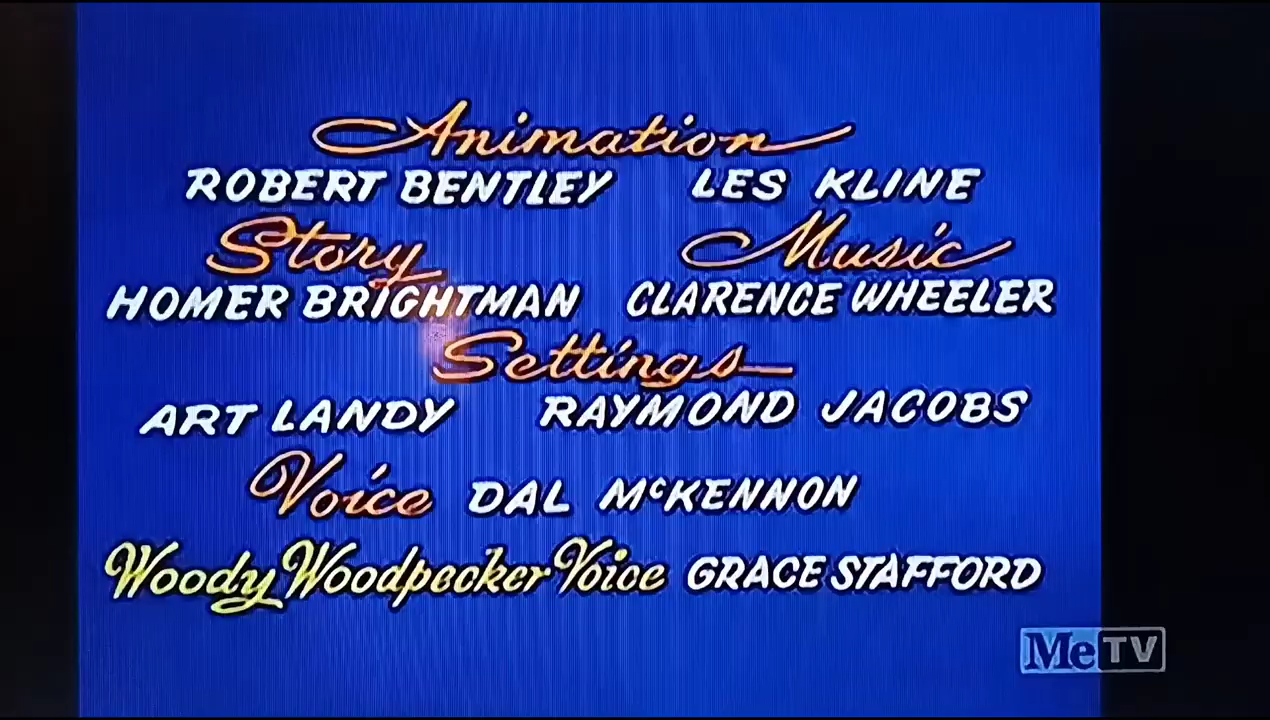 Animation
ROBERT BENTLEY LES KLINE
Story Music
HOMER BRIGHTMAN CLARENCE WHEELER
Settings
ART LANDY RAYMOND JACOBS
Voice DAL McKENNON
Woody Woodpecker Voice GRACE STAFFORD
MeTV